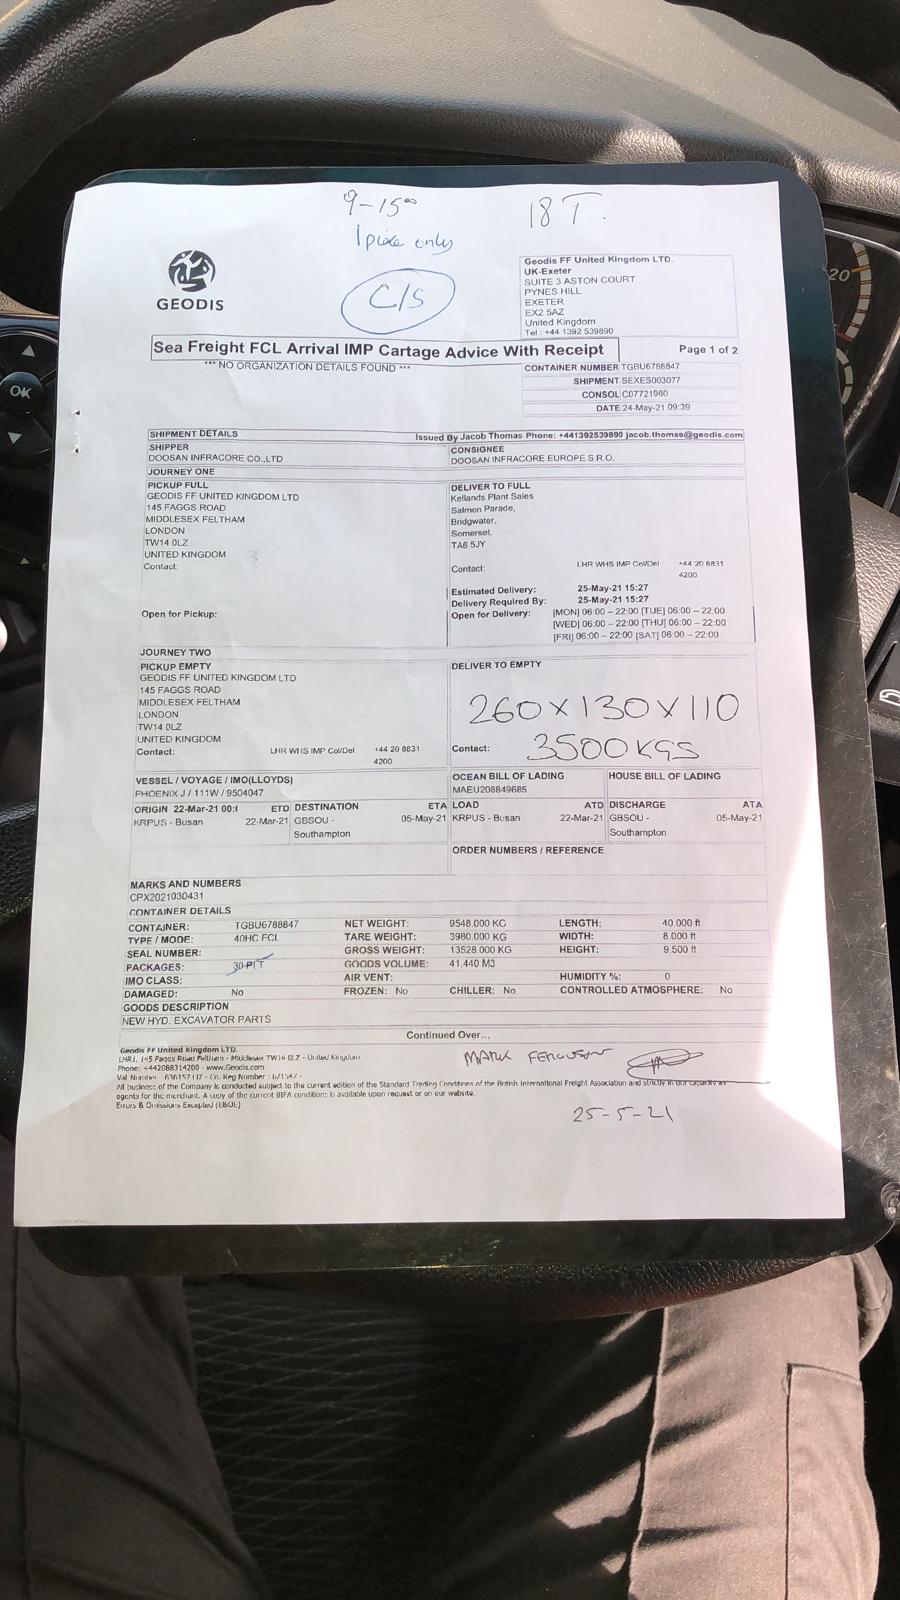 9-15⁰⁰
18 T.
1 piece only
C/S
GEODIS
Geodis FF United Kingdom LTD.
UK-Exeter
SUITE 3 ASTON COURT
PYNES HILL
EXETER
EX2 5AZ
United Kingdom
Tel : +44 1392 539890
Sea Freight FCL Arrival IMP Cartage Advice With Receipt
Page 1 of 2
*** NO ORGANIZATION DETAILS FOUND ***
CONTAINER NUMBER TGBU6788847
SHIPMENT SEXES003077
CONSOL C07721960
DATE 24-May-21 09:39
SHIPMENT DETAILS Issued By Jacob Thomas Phone: +441392539890 jacob.thomas@geodis.com
SHIPPER
DOOSAN INFRACORE CO.,LTD
CONSIGNEE
DOOSAN INFRACORE EUROPE S.R.O.
JOURNEY ONE
PICKUP FULL
GEODIS FF UNITED KINGDOM LTD
145 FAGGS ROAD
MIDDLESEX FELTHAM
LONDON
TW14 0LZ
UNITED KINGDOM
Contact:
Open for Pickup:
DELIVER TO FULL
Kellands Plant Sales
Salmon Parade,
Bridgwater,
Somerset,
TA6 5JY
Contact: LHR WHS IMP Col/Del +44 20 8831
4200
Estimated Delivery: 25-May-21 15:27
Delivery Required By: 25-May-21 15:27
Open for Delivery: [MON] 06:00 – 22:00 [TUE] 06:00 – 22:00
[WED] 06:00 – 22:00 [THU] 06:00 – 22:00
[FRI] 06:00 – 22:00 [SAT] 06:00 – 22:00
JOURNEY TWO
PICKUP EMPTY
GEODIS FF UNITED KINGDOM LTD
145 FAGGS ROAD
MIDDLESEX FELTHAM
LONDON
TW14 0LZ
UNITED KINGDOM
Contact: LHR WHS IMP Col/Del +44 20 8831
4200
DELIVER TO EMPTY
260 x 130 x 110
Contact:
3500 KGS
VESSEL / VOYAGE / IMO(LLOYDS)
PHOENIX J / 111W / 9504047
OCEAN BILL OF LADING
MAEU208849685
HOUSE BILL OF LADING
ORIGIN 22-Mar-21 00:( ETD DESTINATION ETA LOAD ATD DISCHARGE ATA
KRPUS - Busan 22-Mar-21 GBSOU - 05-May-21 KRPUS - Busan 22-Mar-21 GBSOU - 05-May-21
Southampton Southampton
ORDER NUMBERS / REFERENCE
MARKS AND NUMBERS
CPX2021030431
CONTAINER DETAILS
CONTAINER: TGBU6788847 NET WEIGHT: 9548.000 KG LENGTH: 40.000 ft
TYPE / MODE: 40HC FCL TARE WEIGHT: 3980.000 KG WIDTH: 8.000 ft
SEAL NUMBER: GROSS WEIGHT: 13528.000 KG HEIGHT: 9.500 ft
PACKAGES: 30 PLT GOODS VOLUME: 41.440 M3
IMO CLASS: AIR VENT: HUMIDITY %: 0
DAMAGED: No FROZEN: No CHILLER: No CONTROLLED ATMOSPHERE: No
GOODS DESCRIPTION
NEW HYD. EXCAVATOR PARTS
Continued Over...
Geodis FF United Kingdom LTD.
LHR1, 145 Faggs Road Feltham - Middlesex TW14 0LZ - United Kingdom
Phone: +442088314200 - www.Geodis.com
All business of the Company is conducted subject to the current edition of the Standard Trading Conditions of the British International Freight Association and strictly in our capacity as
agents for the merchant. A copy of the current BIFA conditions is available upon request or on our website.
Errors & Omissions Excepted (E&OE)
MARK FERGUSON
25-5-21
OK
20